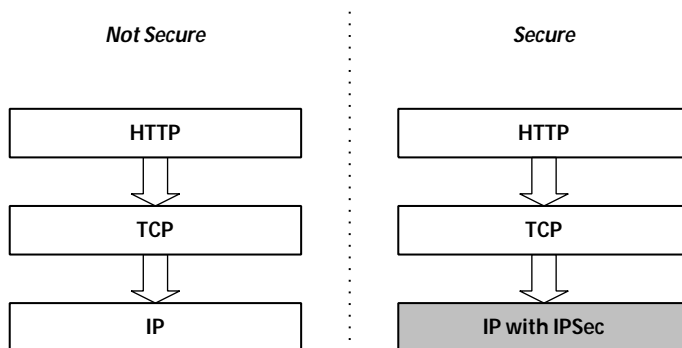 Not Secure
Secure
HTTP
HTTP
TCP
TCP
IP
IP with IPSec